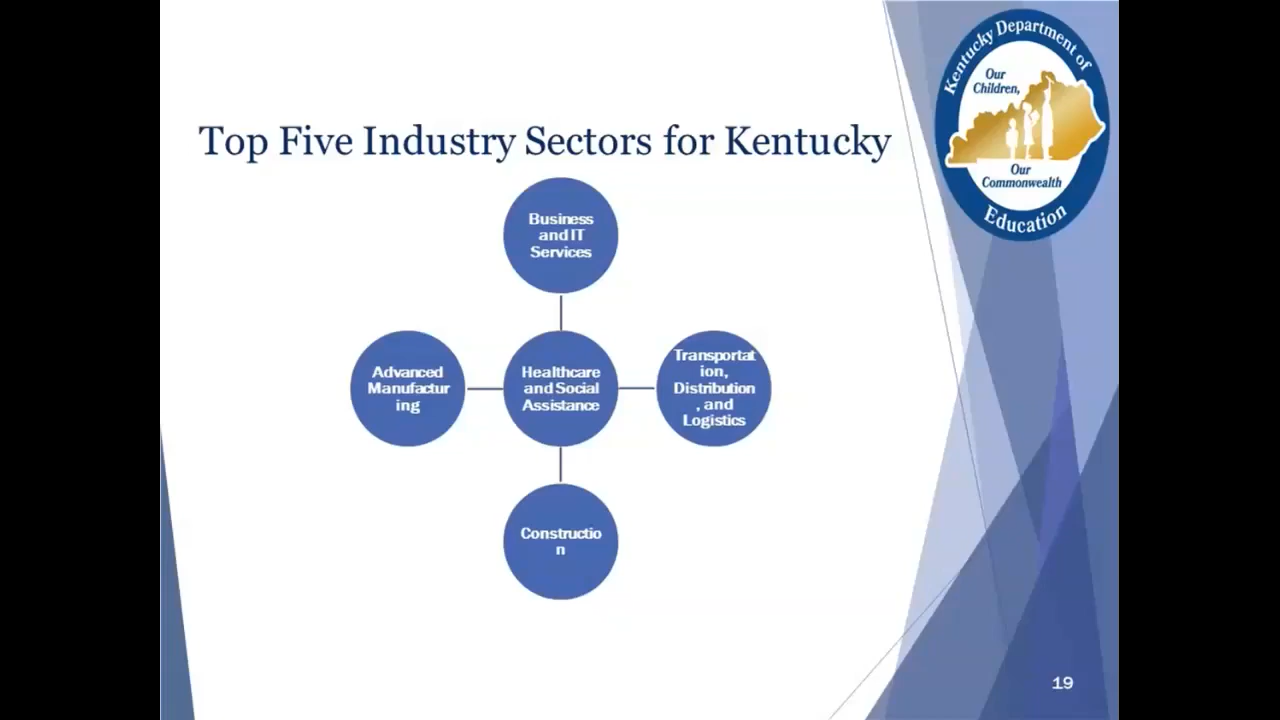 Top Five Industry Sectors for Kentucky
Kentucky Department of
Our
Children,
Our
Commonwealth
Education
Business
and IT
Services
Advanced
Manufactur
ing
Healthcare
and Social
Assistance
Transportat
ion,
Distribution
, and
Logistics
Constructio
n
19